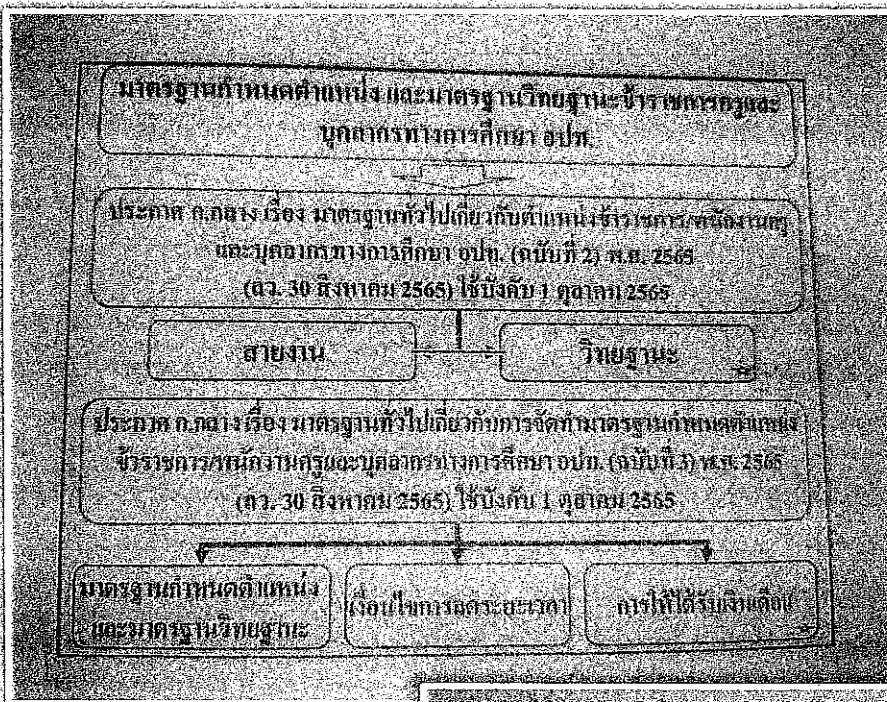 มาตรฐานกำหนดตำแหน่ง และมาตรฐานวิทยฐานะข้าราชการครูและ
บุคลากรทางการศึกษา อปท.
ประกาศ ก.กลาง เรื่อง มาตรฐานทั่วไปเกี่ยวกับตำแหน่งข้าราชการ/พนักงานครู
และบุคลากรทางการศึกษา อปท. (ฉบับที่ 2) พ.ศ. 2565
(ลว. 30 สิงหาคม 2565) ใช้บังคับ 1 ตุลาคม 2565
สายงาน
วิทยฐานะ
ประกาศ ก.กลาง เรื่อง มาตรฐานทั่วไปเกี่ยวกับการจัดทำมาตรฐานกำหนดตำแหน่ง
ข้าราชการ/พนักงานครูและบุคลากรทางการศึกษา อปท. (ฉบับที่ 3) พ.ศ. 2565
(ลว. 30 สิงหาคม 2565) ใช้บังคับ 1 ตุลาคม 2565
มาตรฐานกำหนดตำแหน่ง
และมาตรฐานวิทยฐานะ
เงื่อนไขการลดระยะเวลา
การให้ได้รับเงินเดือน